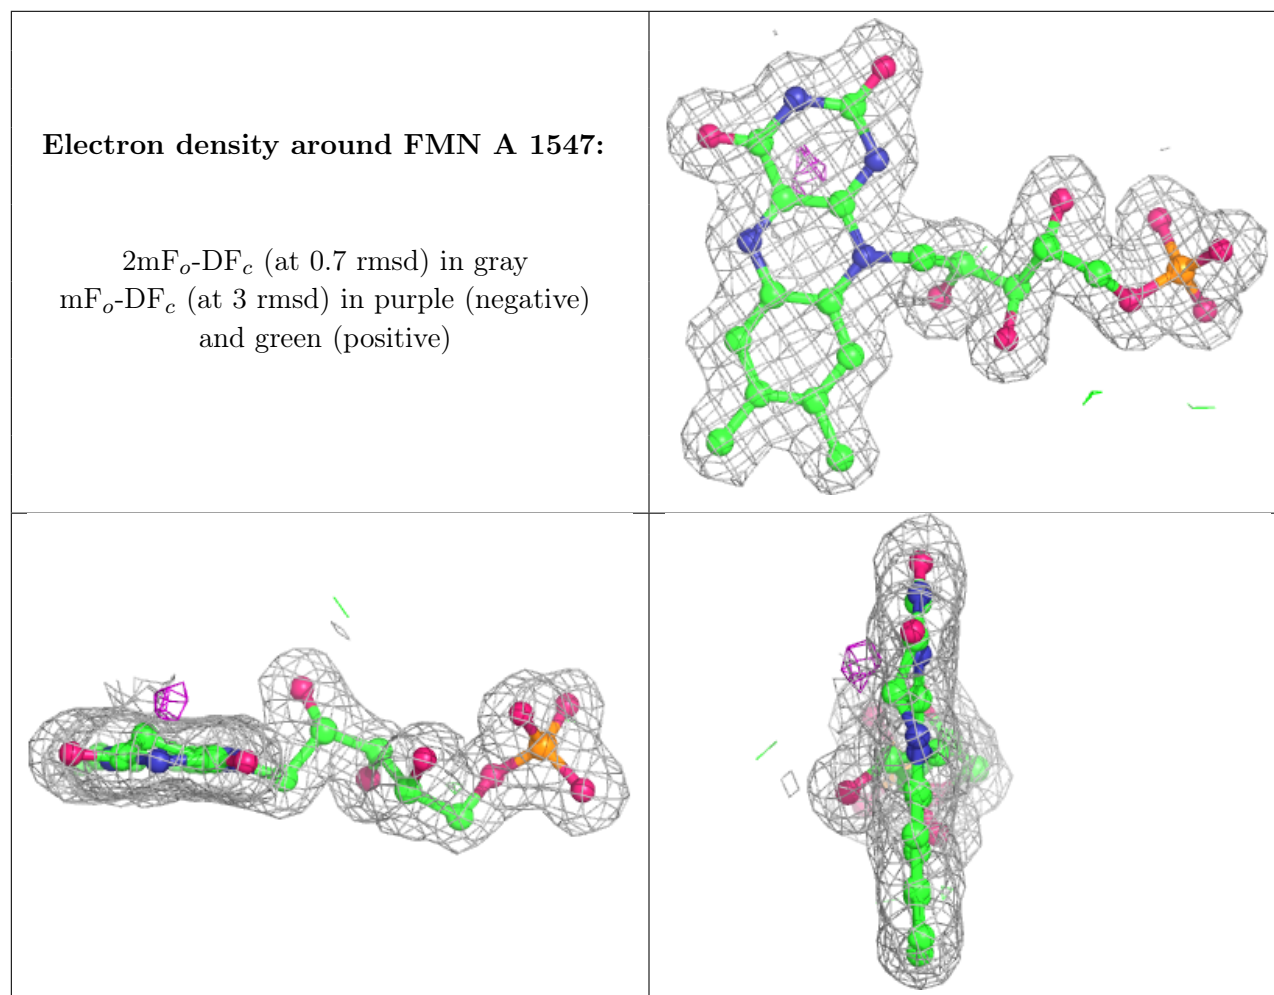 Electron density around FMN A 1547:
2mFo-DFc (at 0.7 rmsd) in gray
mFo-DFc (at 3 rmsd) in purple (negative)
and green (positive)